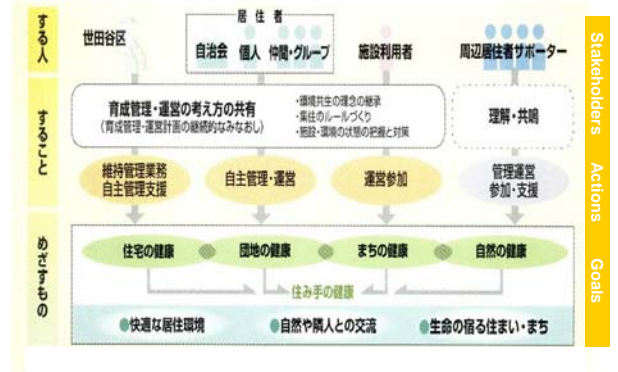 する人
居住者
世田谷区
自治会 個人 仲間・グループ
施設利用者
周辺居住者サポーター
Stakeholders
すること
育成管理・運営の考え方の共有
(育成管理・運営計画の継続的なみなおし)
・環境共生の理念の継承
・集住のルールづくり
・施設・環境の状態の把握と対策
理解・共鳴
維持管理業務
自主管理支援
自主管理・運営
運営参加
管理運営
参加・支援
Actions
めざすもの
住宅の健康
団地の健康
まちの健康
自然の健康
住み手の健康
●快適な居住環境
●自然や隣人との交流
●生命の宿る住まい・まち
Goals